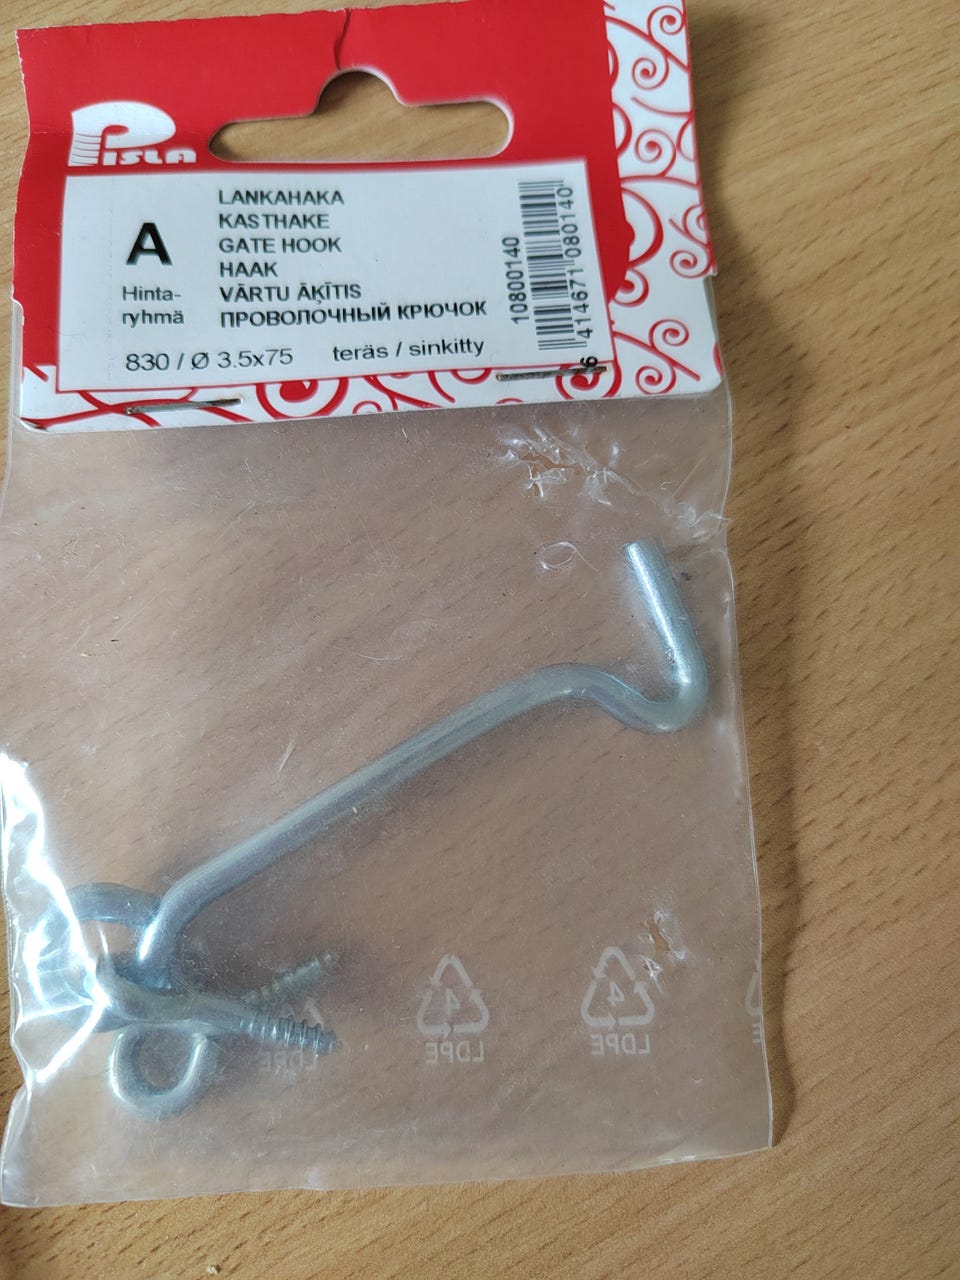 PISLA
A
Hinta-
ryhmä
LANKAHAKA
KASTHAKE
GATE HOOK
HAAK
VĀRTU ĀĶĪTIS
ПРОВОЛОЧНЫЙ КРЮЧОК
830 / Ø 3.5x75 teräs / sinkitty
10800140
6 414671 080140
4 4
LDPE LDPE LDPE